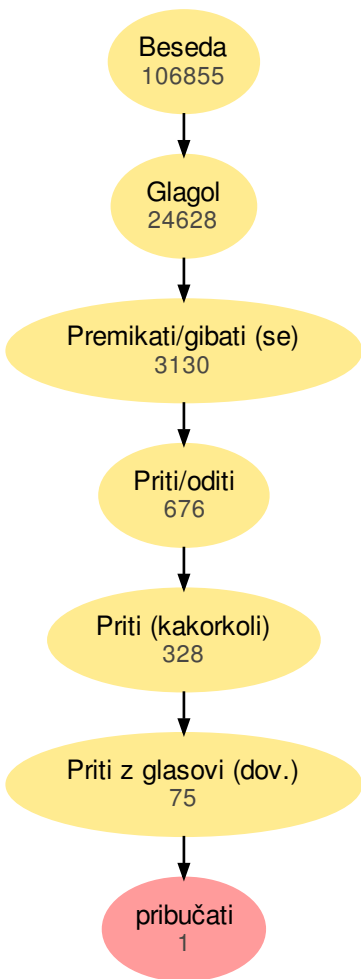 Beseda
106855
Glagol
24628
Premikati/gibati (se)
3130
Priti/oditi
676
Priti (kakorkoli)
328
Priti z glasovi (dov.)
75
pribučati
1